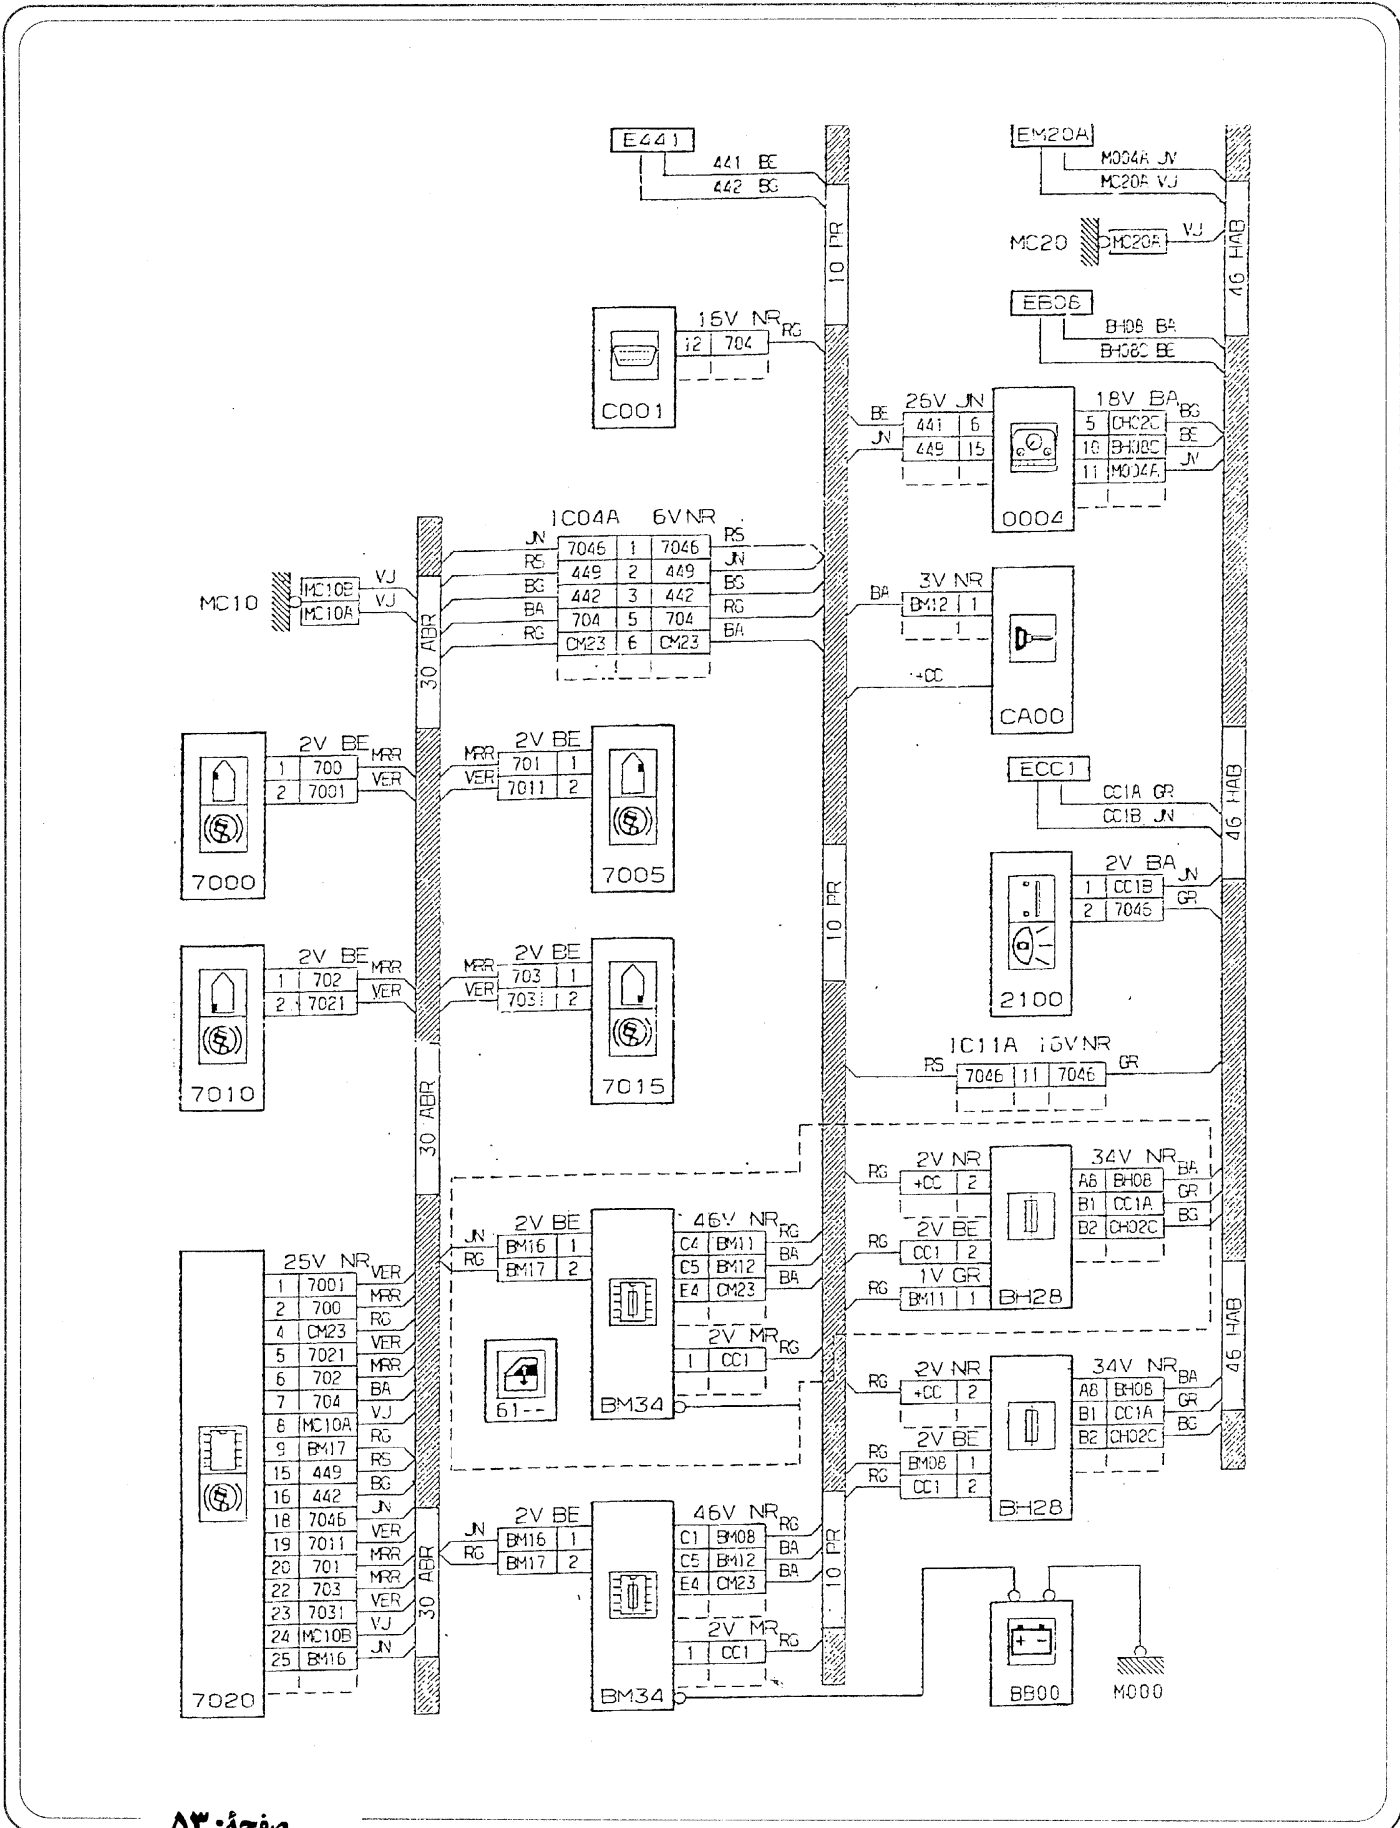 E441
441 BE
442 BG
10 PR
EM20A
M004A JV
MC20A VJ
MC20
MC20A
VJ
46 HAB
EB08
BH08 BA
BH08C BE
C001
16V NR
12 704
RG
26V JN
BE 441 6
JN 449 15
0004
18V BA
5 CH02C BG
10 BH08C BE
11 M004A JV
IC04A 6VNR
JN 7046 1 7046 RS
RS 449 2 449 JN
BG 442 3 442 BG
BA 704 5 704 RG
RG CM23 6 CM23 BA
MC10
MC10B VJ
MC10A VJ
30 ABR
3V NR
BA BM12 1
+CC
CA00
7000
2V BE
1 700 MRR
2 7001 VER
2V BE
MRR 701 1
VER 7011 2
7005
ECC1
CC1A GR
CC1B JN
46 HAB
2100
2V BA
1 CC1B JN
2 7046 GR
10 PR
7010
2V BE
1 702 MRR
2 7021 VER
2V BE
MRR 703 1
VER 7031 2
7015
30 ABR
IC11A 16VNR
RS 7046 11 7046 GR
2V NR
RG +CC 2
2V BE
RG CC1 2
1V GR
RG BM11 1
BH28
34V NR
A8 BH08 BA
B1 CC1A GR
B2 CH02C BG
46 HAB
2V BE
JN BM16 1
RG BM17 2
46V NR
C4 BM11 RG
C5 BM12 BA
E4 CM23 BA
2V MR
1 CC1 RG
BM34
61--
2V NR
RG +CC 2
2V BE
RG BM08 1
RG CC1 2
BH28
34V NR
A8 BH08 BA
B1 CC1A GR
B2 CH02C BG
25V NR
1 7001 VER
2 700 MRR
4 CM23 RG
5 7021 VER
6 702 MRR
7 704 BA
8 MC10A VJ
9 BM17 RG
15 449 RS
16 442 BG
18 7046 JN
19 7011 VER
20 701 MRR
22 703 MRR
23 7031 VER
24 MC10B VJ
25 BM16 JN
7020
30 ABR
2V BE
JN BM16 1
RG BM17 2
46V NR
C1 BM08 RG
C5 BM12 BA
E4 CM23 BA
2V MR
1 CC1 RG
BM34
10 PR
+ -
BB00
M000
صفحهٔ: ۵۳